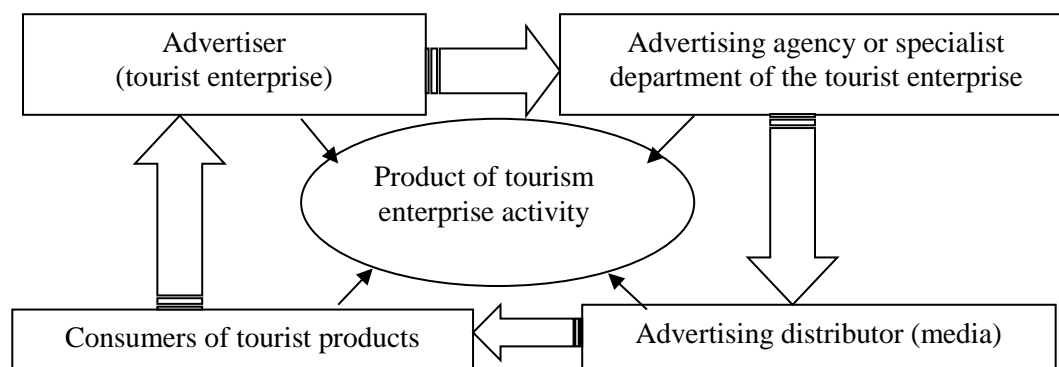 Advertiser
(tourist enterprise)
Advertising agency or specialist
department of the tourist enterprise
Product of tourism
enterprise activity
Consumers of tourist products
Advertising distributor (media)